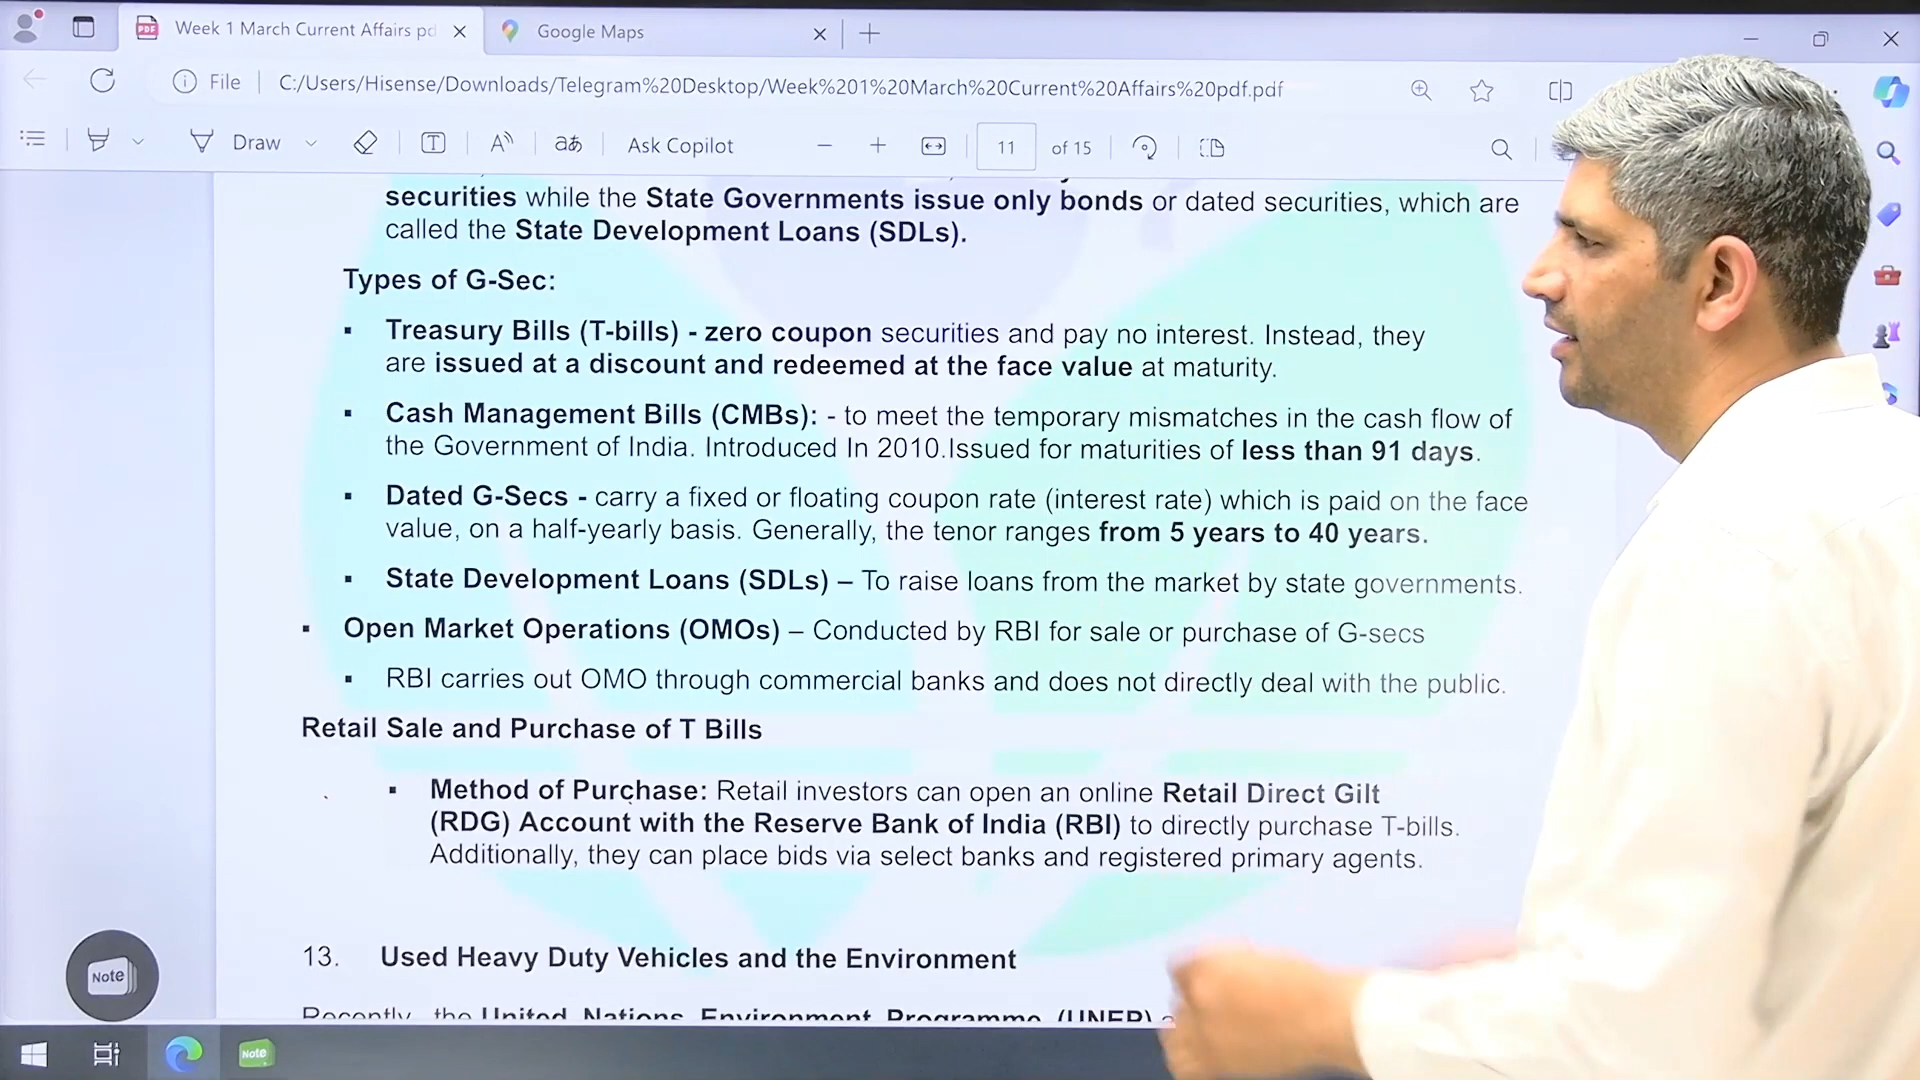 Week 1 March Current Affairs pd
Google Maps
File
C:/Users/Hisense/Downloads/Telegram%20Desktop/Week%201%20March%20Current%20Affairs%20pdf.pdf
Draw
T
A
aあ
Ask Copilot
11
of 15
securities while the State Governments issue only bonds or dated securities, which are
called the State Development Loans (SDLs).
Types of G-Sec:
▪ Treasury Bills (T-bills) - zero coupon securities and pay no interest. Instead, they
are issued at a discount and redeemed at the face value at maturity.
▪ Cash Management Bills (CMBs): - to meet the temporary mismatches in the cash flow of
the Government of India. Introduced In 2010.Issued for maturities of less than 91 days.
▪ Dated G-Secs - carry a fixed or floating coupon rate (interest rate) which is paid on the face
value, on a half-yearly basis. Generally, the tenor ranges from 5 years to 40 years.
▪ State Development Loans (SDLs) – To raise loans from the market by state governments.
▪ Open Market Operations (OMOs) – Conducted by RBI for sale or purchase of G-secs
▪ RBI carries out OMO through commercial banks and does not directly deal with the public.
Retail Sale and Purchase of T Bills
▪ Method of Purchase: Retail investors can open an online Retail Direct Gilt
(RDG) Account with the Reserve Bank of India (RBI) to directly purchase T-bills.
Additionally, they can place bids via select banks and registered primary agents.
13. Used Heavy Duty Vehicles and the Environment
Recently, the United Nations Environment Programme (UNEP)
Note
Note